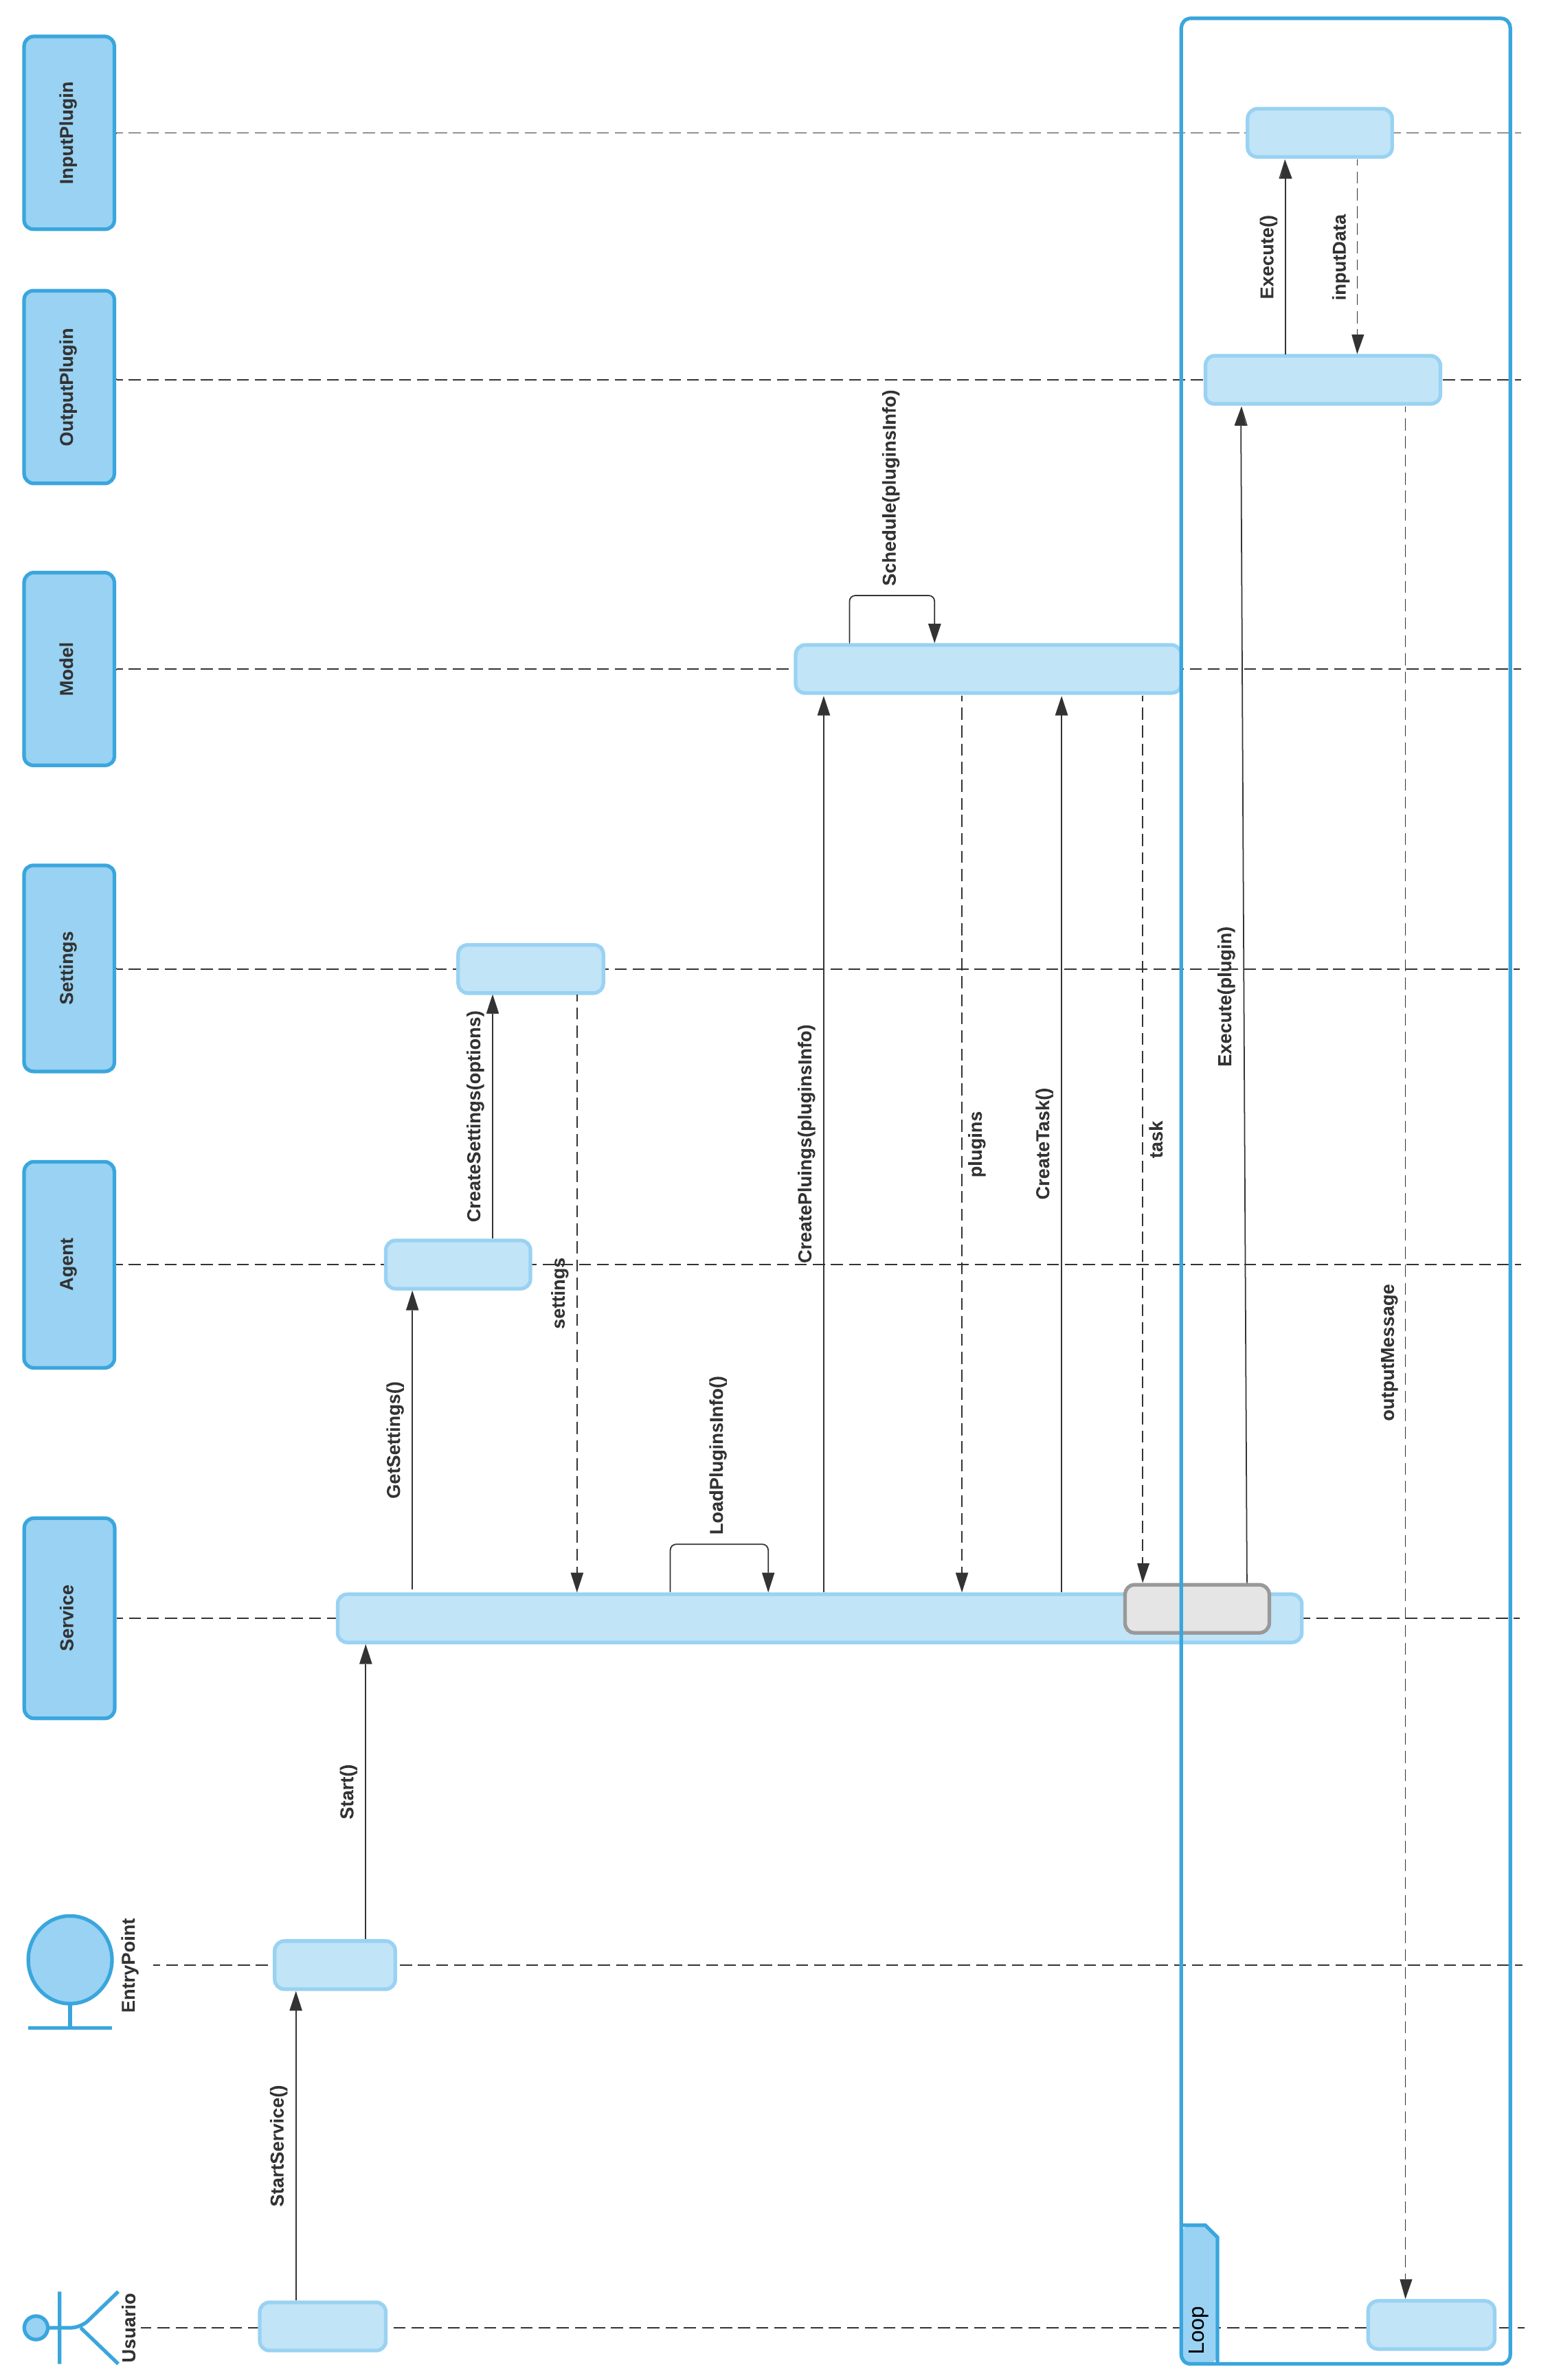 Usuario
EntryPoint
Service
Agent
Settings
Model
OutputPlugin
InputPlugin
StartService()
Start()
GetSettings()
CreateSettings(options)
settings
LoadPluginsInfo()
CreatePluings(pluginsInfo)
Schedule(pluginsInfo)
plugins
CreateTask()
task
Loop
Execute(plugin)
Execute()
inputData
outputMessage